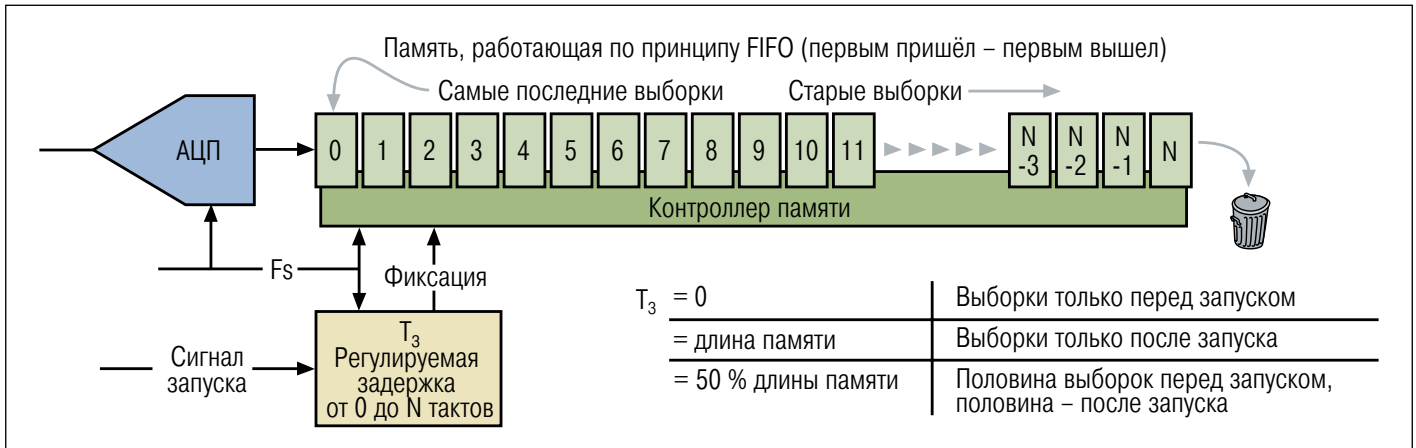 Память, работающая по принципу FIFO (первым пришёл – первым вышел)
Самые последние выборки
Старые выборки
АЦП
0 1 2 3 4 5 6 7 8 9 10 11 N-3 N-2 N-1 N
Контроллер памяти
Fs
Фиксация
Сигнал
запуска
Tз
Регулируемая
задержка
от 0 до N тактов
Tз = 0 Выборки только перед запуском
= длина памяти Выборки только после запуска
= 50 % длины памяти Половина выборок перед запуском,
половина – после запуска